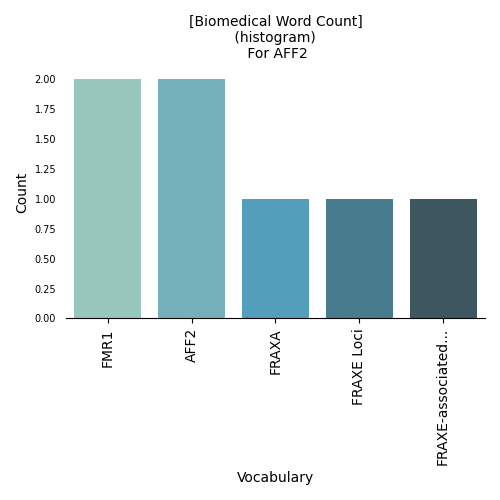 [Biomedical Word Count]
(histogram)
For AFF2
Count
2.00
1.75
1.50
1.25
1.00
0.75
0.50
0.25
0.00
FMR1
AFF2
FRAXA
FRAXE Loci
FRAXE-associated...
Vocabulary